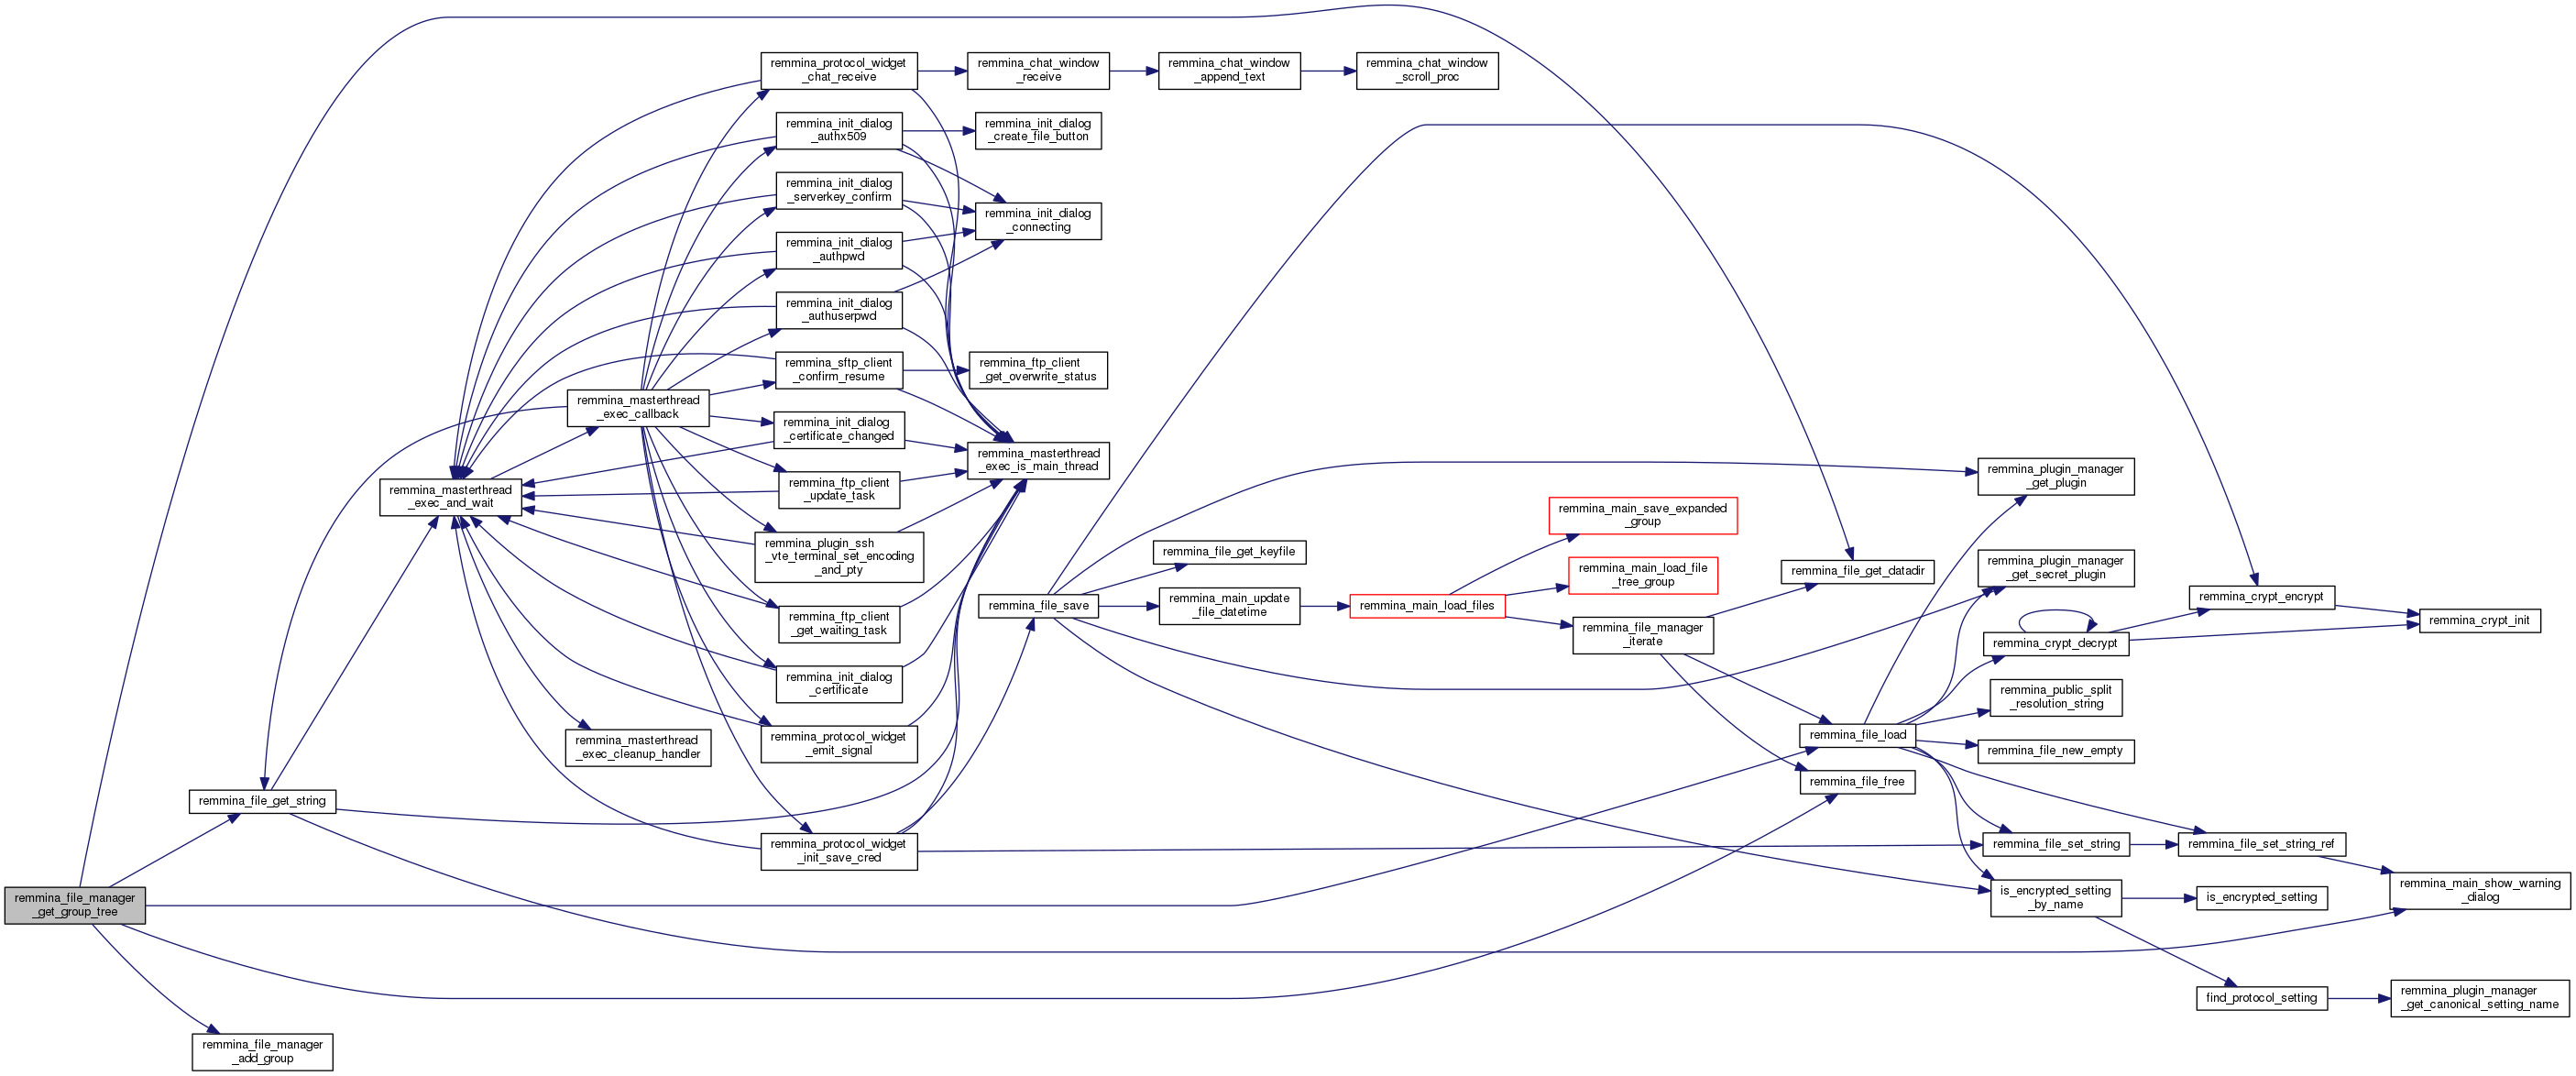 remmina_file_manager
_get_group_tree
remmina_file_get_string
remmina_file_manager
_add_group
remmina_masterthread
_exec_and_wait
remmina_masterthread
_exec_callback
remmina_masterthread
_exec_cleanup_handler
remmina_protocol_widget
_chat_receive
remmina_init_dialog
_authx509
remmina_init_dialog
_serverkey_confirm
remmina_init_dialog
_authpwd
remmina_init_dialog
_authuserpwd
remmina_sftp_client
_confirm_resume
remmina_init_dialog
_certificate_changed
remmina_ftp_client
_update_task
remmina_plugin_ssh
_vte_terminal_set_encoding
_and_pty
remmina_ftp_client
_get_waiting_task
remmina_init_dialog
_certificate
remmina_protocol_widget
_emit_signal
remmina_protocol_widget
_init_save_cred
remmina_chat_window
_receive
remmina_init_dialog
_create_file_button
remmina_init_dialog
_connecting
remmina_ftp_client
_get_overwrite_status
remmina_masterthread
_exec_is_main_thread
remmina_file_save
remmina_chat_window
_append_text
remmina_file_get_keyfile
remmina_main_update
_file_datetime
remmina_chat_window
_scroll_proc
remmina_main_load_files
remmina_main_save_expanded
_group
remmina_main_load_file
_tree_group
remmina_file_manager
_iterate
remmina_file_get_datadir
remmina_file_load
remmina_file_free
remmina_plugin_manager
_get_plugin
remmina_plugin_manager
_get_secret_plugin
remmina_crypt_decrypt
remmina_public_split
_resolution_string
remmina_file_new_empty
remmina_file_set_string
is_encrypted_setting
_by_name
remmina_crypt_encrypt
remmina_file_set_string_ref
is_encrypted_setting
find_protocol_setting
remmina_crypt_init
remmina_main_show_warning
_dialog
remmina_plugin_manager
_get_canonical_setting_name